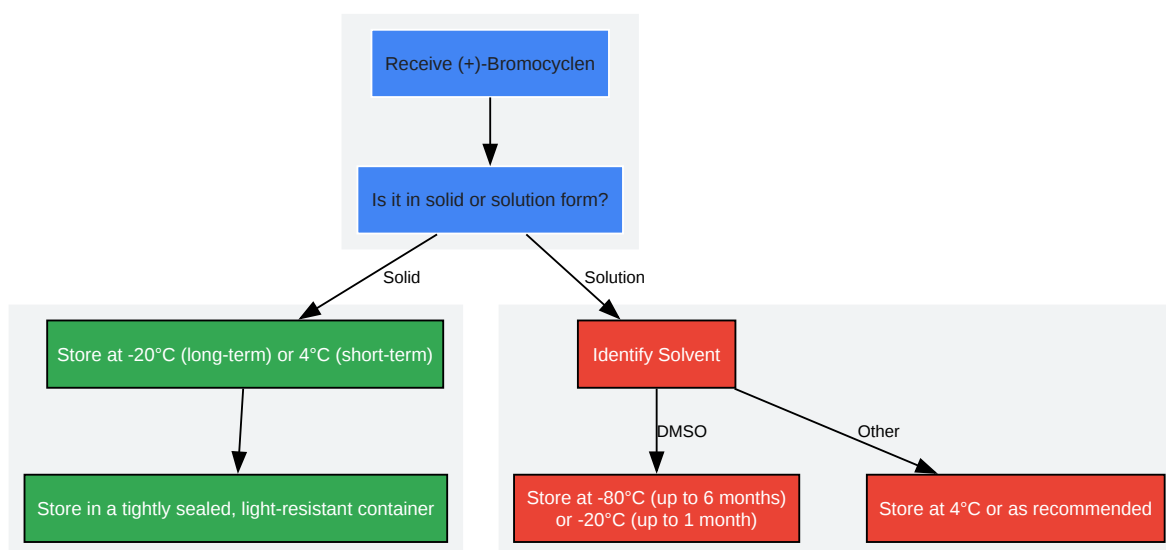 Receive (+)-Bromocyclen
Is it in solid or solution form?
Solid
Solution
Store at -20°C (long-term) or 4°C (short-term)
Identify Solvent
DMSO
Other
Store in a tightly sealed, light-resistant container
Store at -80°C (up to 6 months)
or -20°C (up to 1 month)
Store at 4°C or as recommended